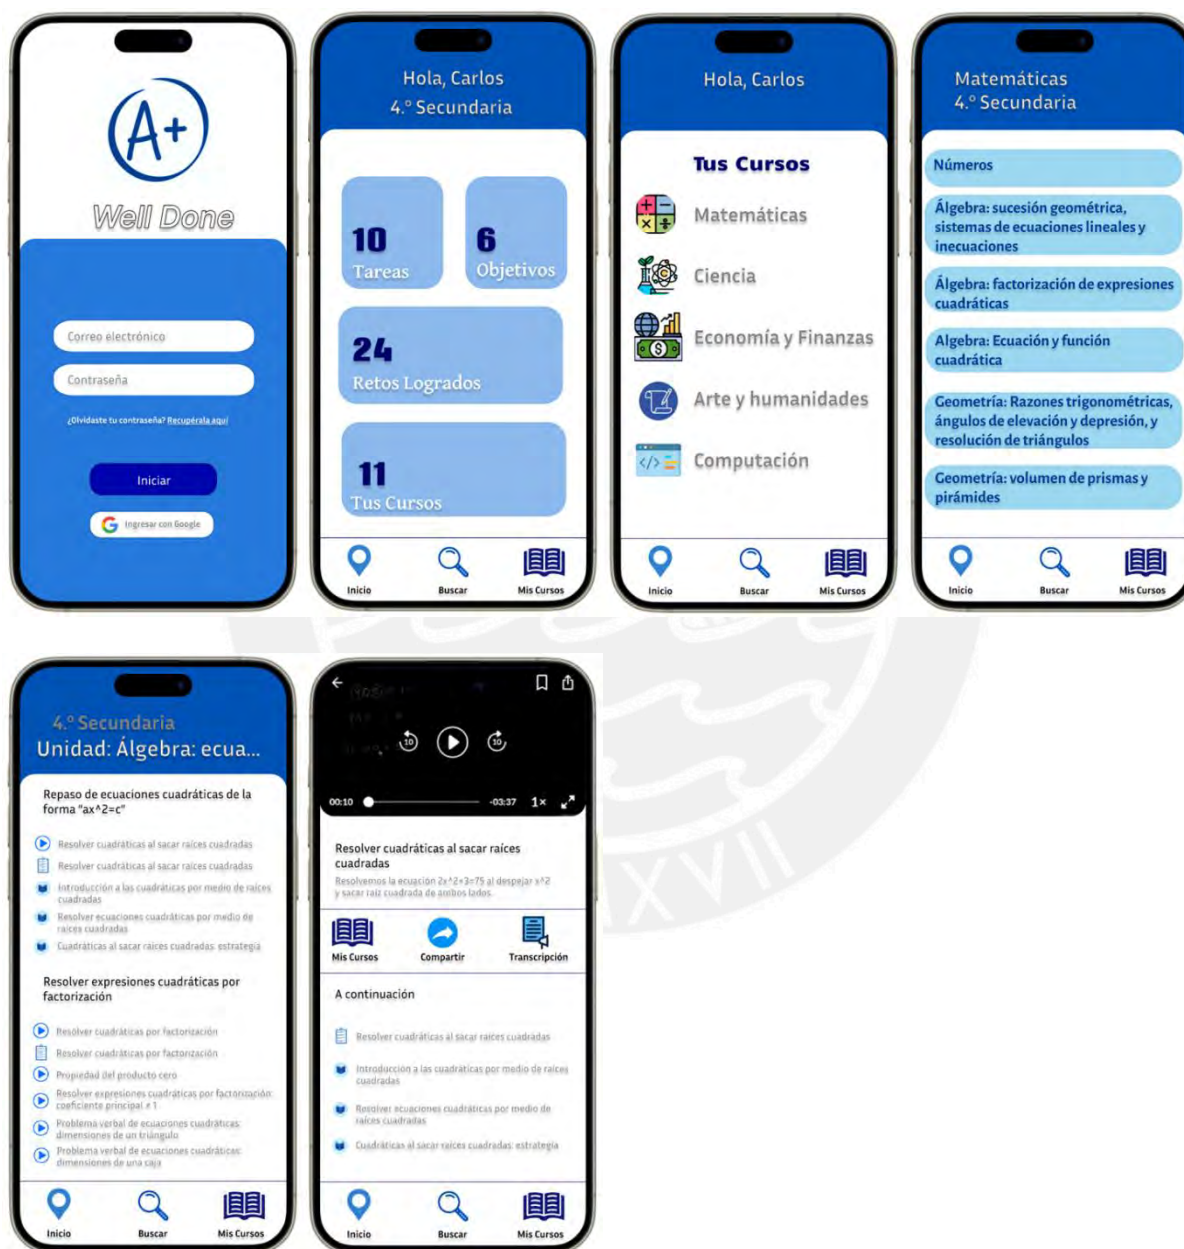 A+
Well Done
Correo electrónico
Contraseña
¿Olvidaste tu contraseña? Recupérala aquí
Iniciar
Ingresar con Google
Hola, Carlos
4.º Secundaria
10
Tareas
6
Objetivos
24
Retos Logrados
11
Tus Cursos
Inicio
Buscar
Mis Cursos
Hola, Carlos
Tus Cursos
Matemáticas
Ciencia
Economía y Finanzas
Arte y humanidades
Computación
Inicio
Buscar
Mis Cursos
Matemáticas
4.º Secundaria
Números
Álgebra: sucesión geométrica,
sistemas de ecuaciones lineales y
inecuaciones
Álgebra: factorización de expresiones
cuadráticas
Algebra: Ecuación y función
cuadrática
Geometría: Razones trigonométricas,
ángulos de elevación y depresión, y
resolución de triángulos
Geometría: volumen de prismas y
pirámides
Inicio
Buscar
Mis Cursos
4.º Secundaria
Unidad: Álgebra: ecua...
Repaso de ecuaciones cuadráticas de la
forma "ax^2=c"
Resolver cuadráticas al sacar raíces cuadradas
Resolver cuadráticas al sacar raíces cuadradas
Introducción a las cuadráticas por medio de raíces
cuadradas
Resolver ecuaciones cuadráticas por medio de
raíces cuadradas
Cuadráticas al sacar raíces cuadradas: estrategia
Resolver expresiones cuadráticas por
factorización
Resolver cuadráticas por factorización
Resolver cuadráticas por factorización
Propiedad del producto cero
Resolver expresiones cuadráticas por factorización:
coeficiente principal ≠ 1
Problema verbal de ecuaciones cuadráticas:
dimensiones de un triángulo
Problema verbal de ecuaciones cuadráticas:
dimensiones de una caja
Inicio
Buscar
Mis Cursos
10
10
00:10
-03:37
1×
Resolver cuadráticas al sacar raíces
cuadradas
Resolvemos la ecuación 2x^2+3=75 al despejar x^2
y sacar raíz cuadrada de ambos lados.
Mis Cursos
Compartir
Transcripción
A continuación
Resolver cuadráticas al sacar raíces cuadradas
Introducción a las cuadráticas por medio de raíces
cuadradas
Resolver ecuaciones cuadráticas por medio de
raíces cuadradas
Cuadráticas al sacar raíces cuadradas: estrategia
Inicio
Buscar
Mis Cursos
XVII